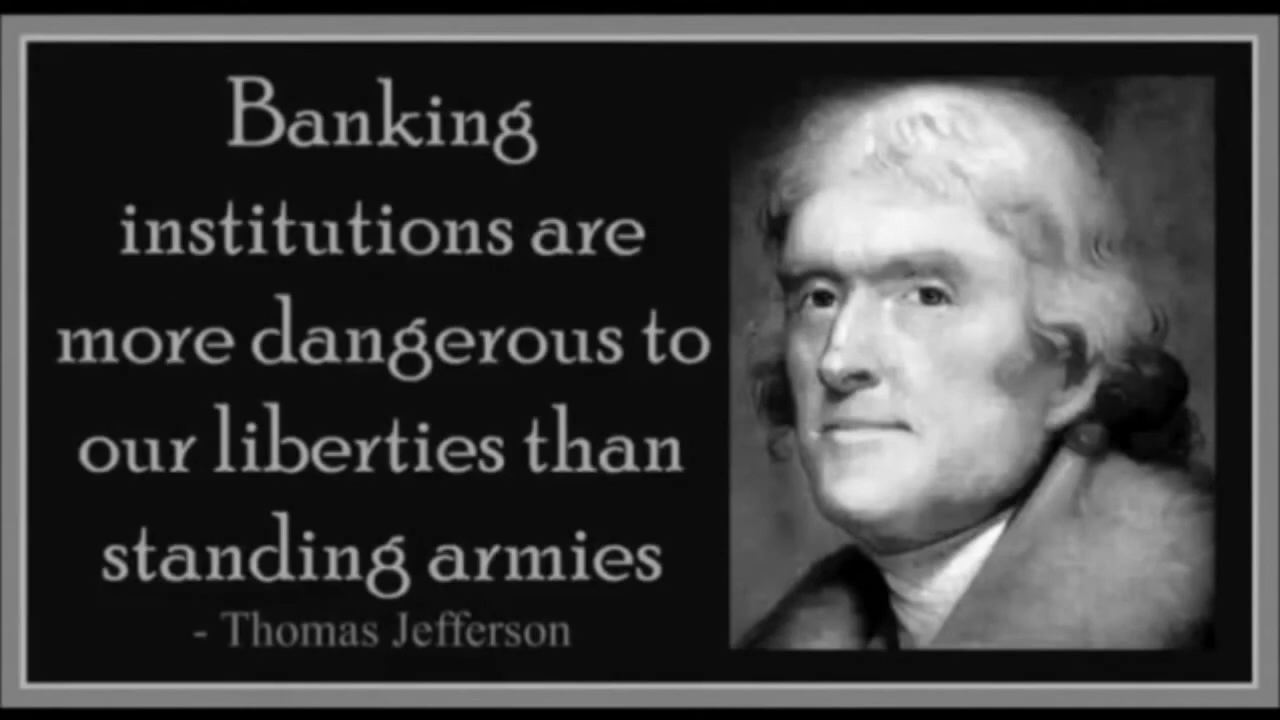 Banking
institutions are
more dangerous to
our liberties than
standing armies
- Thomas Jefferson